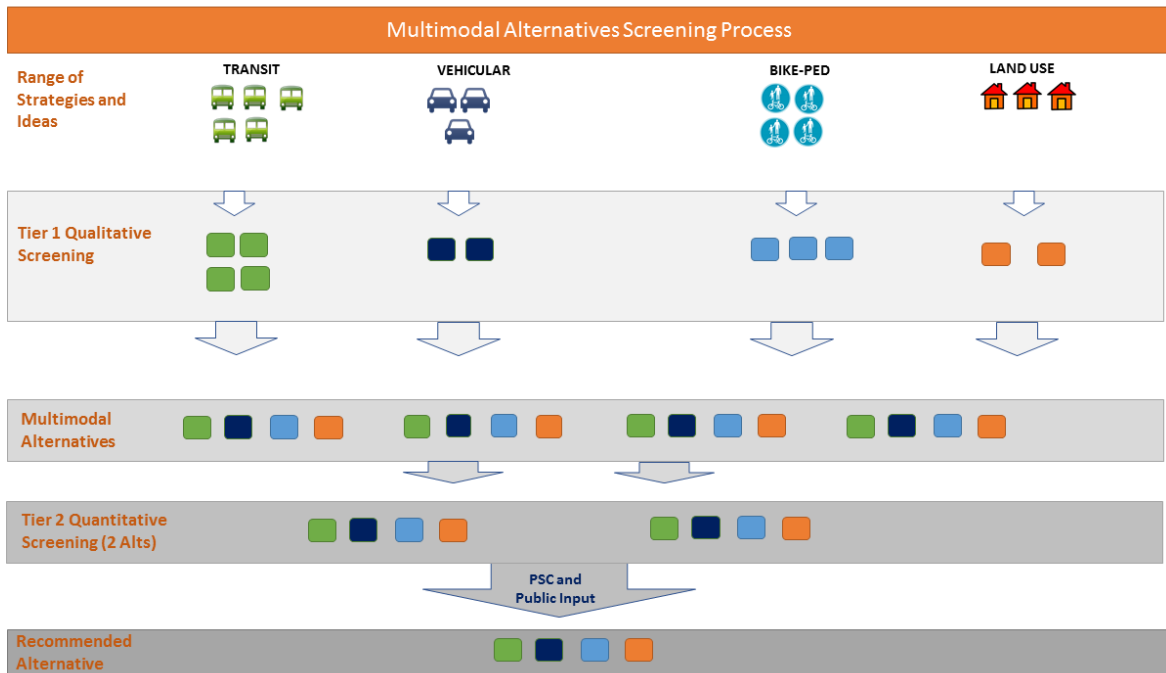 Multimodal Alternatives Screening Process
Range of
Strategies and
Ideas
TRANSIT
VEHICULAR
BIKE-PED
LAND USE
Tier 1 Qualitative
Screening
Multimodal
Alternatives
Tier 2 Quantitative
Screening (2 Alts)
PSC and
Public Input
Recommended
Alternative